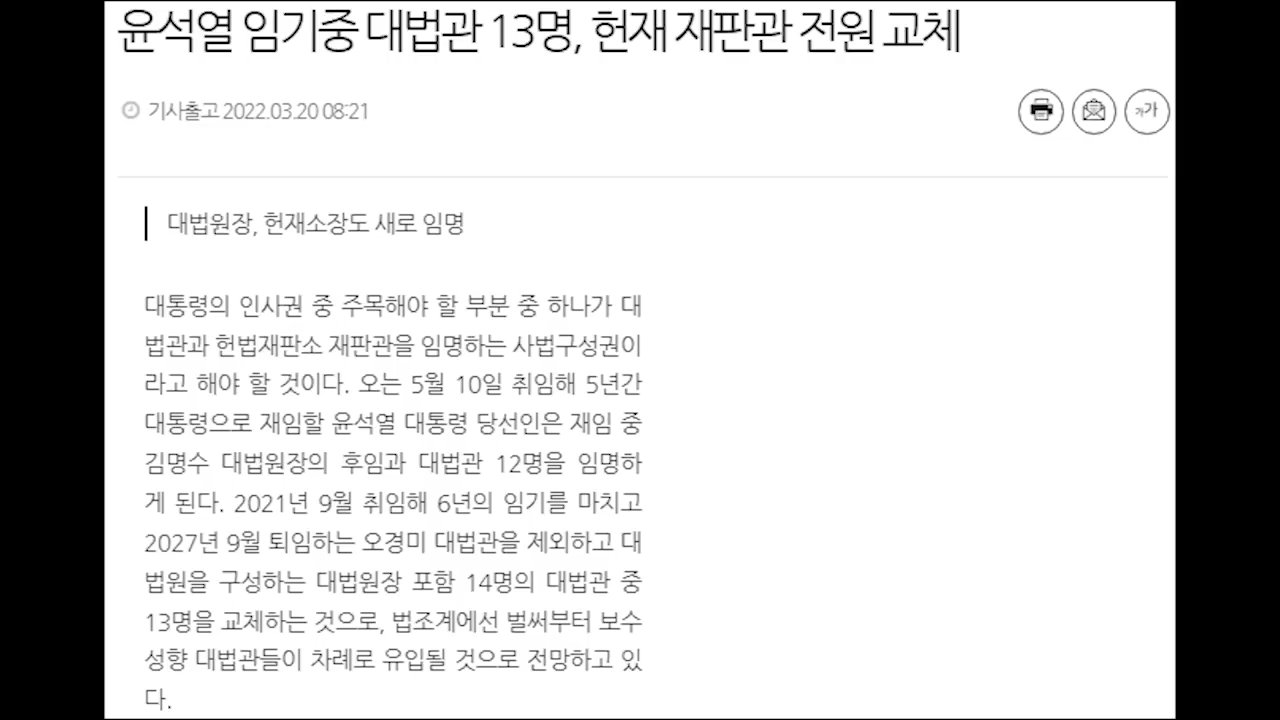 윤석열 임기중 대법관 13명, 헌재 재판관 전원 교체
기사출고 2022.03.20 08:21
가가
대법원장, 헌재소장도 새로 임명
대통령의 인사권 중 주목해야 할 부분 중 하나가 대
법관과 헌법재판소 재판관을 임명하는 사법구성권이
라고 해야 할 것이다. 오는 5월 10일 취임해 5년간
대통령으로 재임할 윤석열 대통령 당선인은 재임 중
김명수 대법원장의 후임과 대법관 12명을 임명하
게 된다. 2021년 9월 취임해 6년의 임기를 마치고
2027년 9월 퇴임하는 오경미 대법관을 제외하고 대
법원을 구성하는 대법원장 포함 14명의 대법관 중
13명을 교체하는 것으로, 법조계에선 벌써부터 보수
성향 대법관들이 차례로 유입될 것으로 전망하고 있
다.